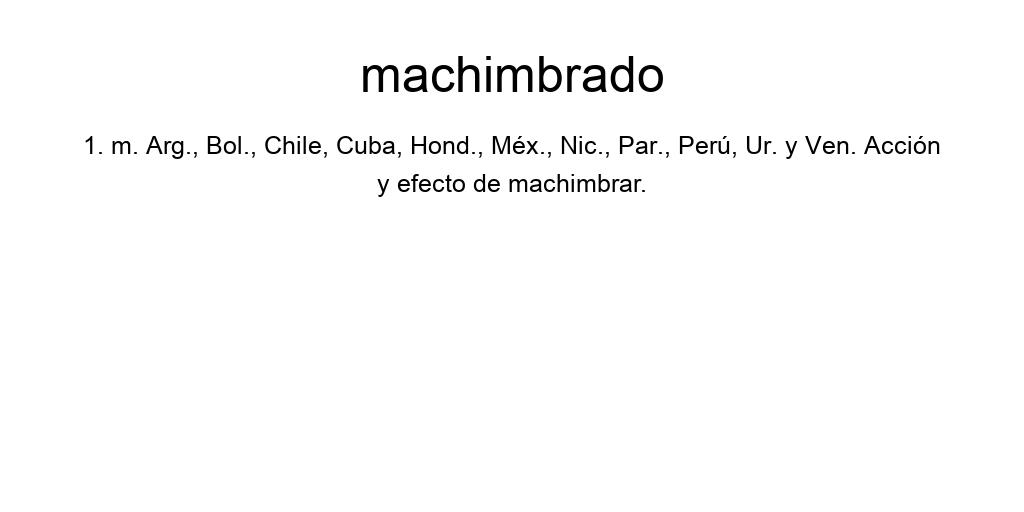 machimbrado
1. m. Arg., Bol., Chile, Cuba, Hond., Méx., Nic., Par., Perú, Ur. y Ven. Acción
y efecto de machimbrar.